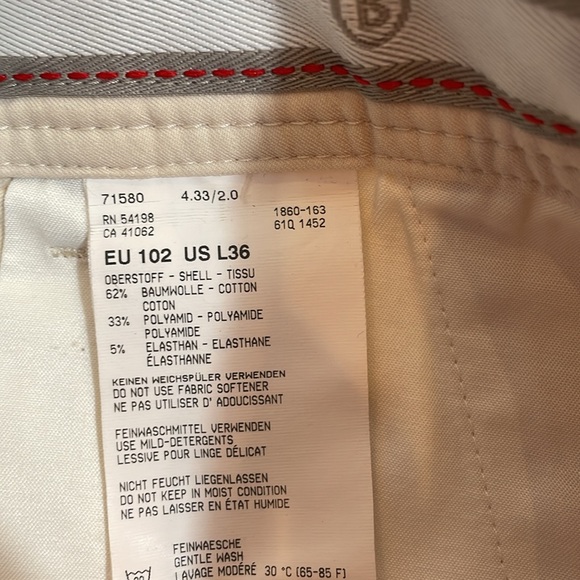 B
71580 4.33/2.0
RN 54198 1860-163
CA 41062 61Q 1452
EU 102 US L36
OBERSTOFF - SHELL - TISSU
62% BAUMWOLLE - COTTON
COTON
33% POLYAMID - POLYAMIDE
POLYAMIDE
5% ELASTHAN - ELASTHANE
ÉLASTHANNE
KEINEN WEICHSPÜLER VERWENDEN
DO NOT USE FABRIC SOFTENER
NE PAS UTILISER D' ADOUCISSANT
FEINWASCHMITTEL VERWENDEN
USE MILD-DETERGENTS
LESSIVE POUR LINGE DÉLICAT
NICHT FEUCHT LIEGENLASSEN
DO NOT KEEP IN MOIST CONDITION
NE PAS LAISSER EN ÉTAT HUMIDE
FEINWAESCHE
GENTLE WASH
LAVAGE MODÉRÉ 30 °C (65-85 F)